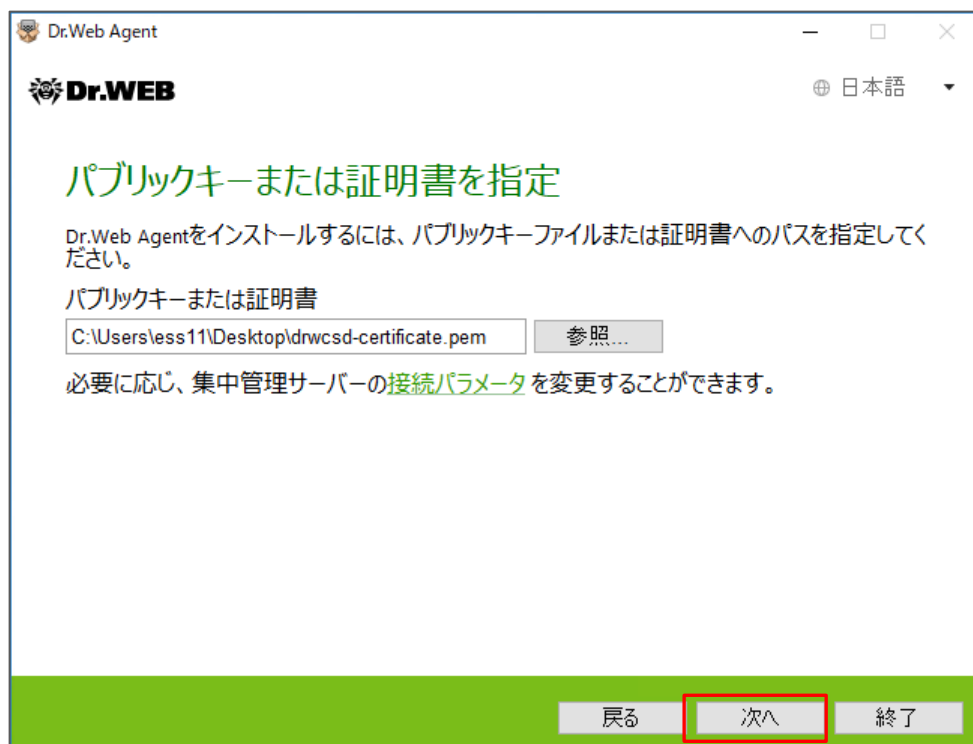 Dr.Web Agent
Dr.WEB
日本語
パブリックキーまたは証明書を指定
Dr.Web Agentをインストールするには、パブリックキーファイルまたは証明書へのパスを指定してく
ださい。
パブリックキーまたは証明書
C:\Users\ess11\Desktop\drwcsd-certificate.pem
参照...
必要に応じ、集中管理サーバーの接続パラメータ を変更することができます。
戻る
次へ
終了